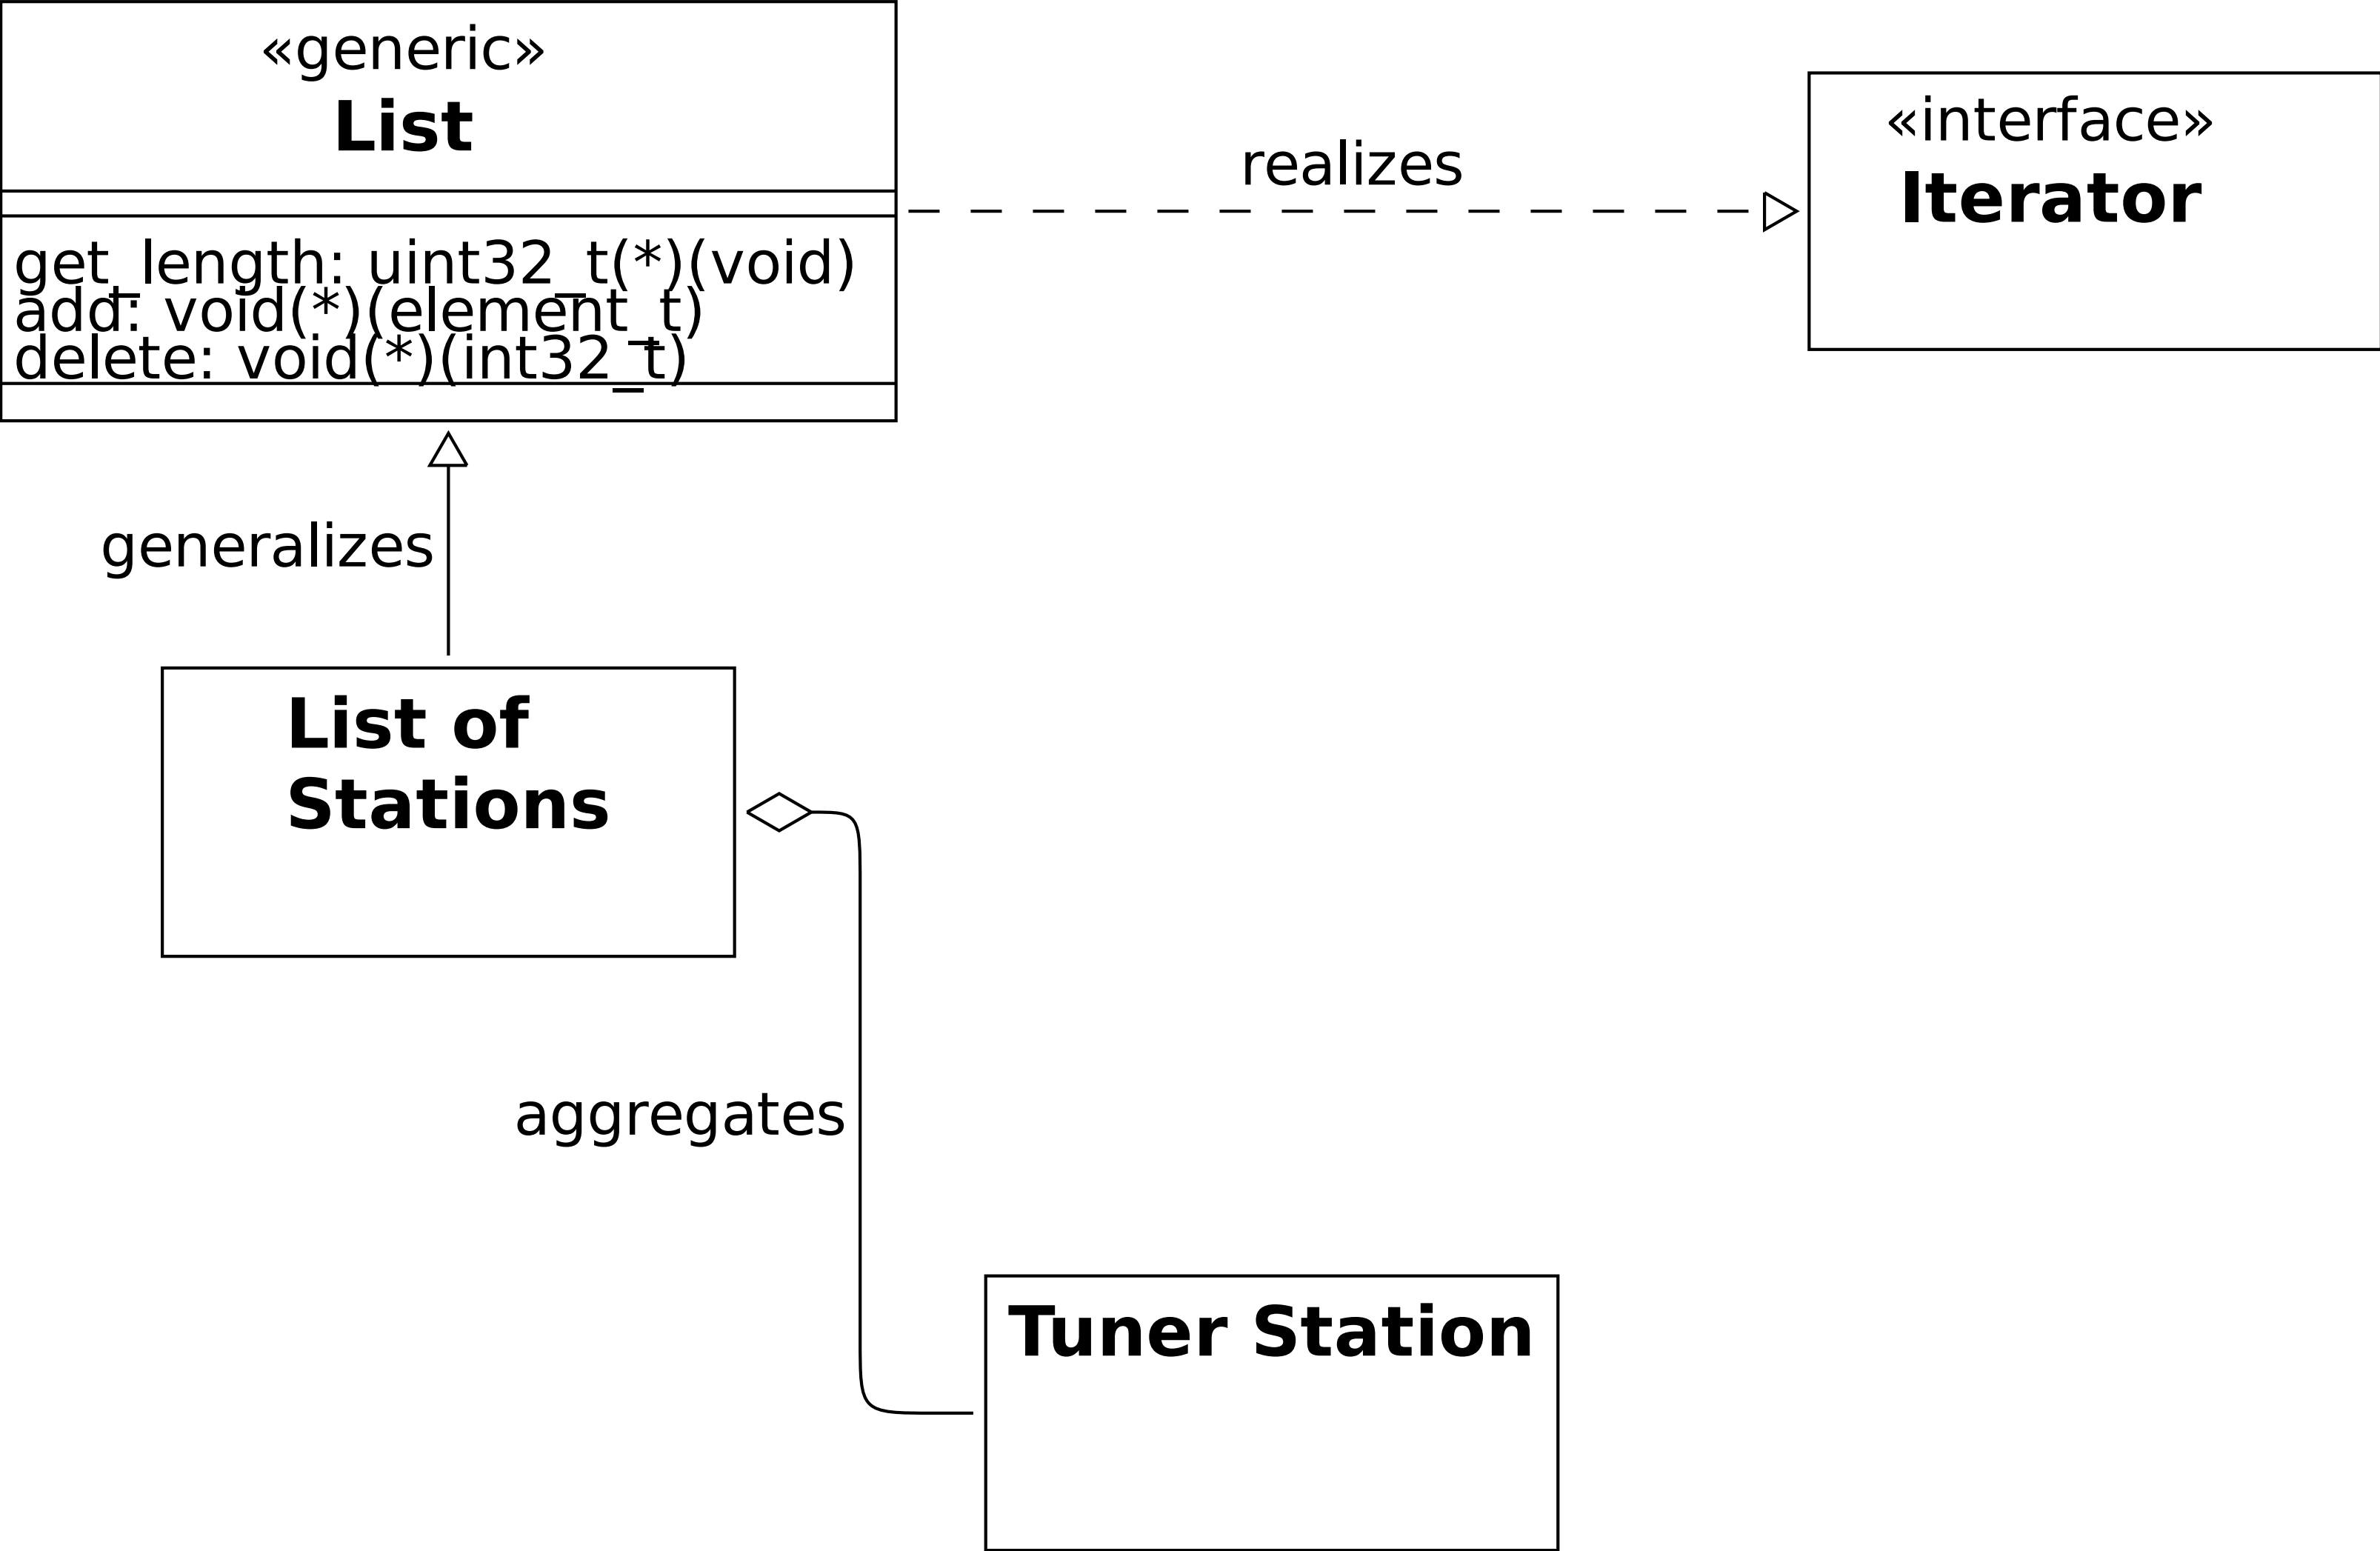 «generic»
List
get_length: uint32_t(*)(void)
add: void(*)(element_t)
delete: void(*)(int32_t)
realizes
«interface»
Iterator
generalizes
List of
Stations
aggregates
Tuner Station